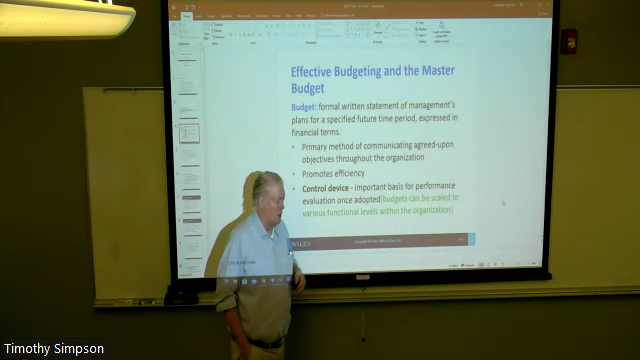 Effective Budgeting and the Master
Budget
Budget: formal written statement of management's
plans for a specified future time period, expressed in
financial terms.
• Primary method of communicating agreed-upon
objectives throughout the organization
• Promotes efficiency
• Control device - important basis for performance
evaluation once adopted(budgets can be scaled to
various functional levels within the organization)
WILEY
Timothy Simpson